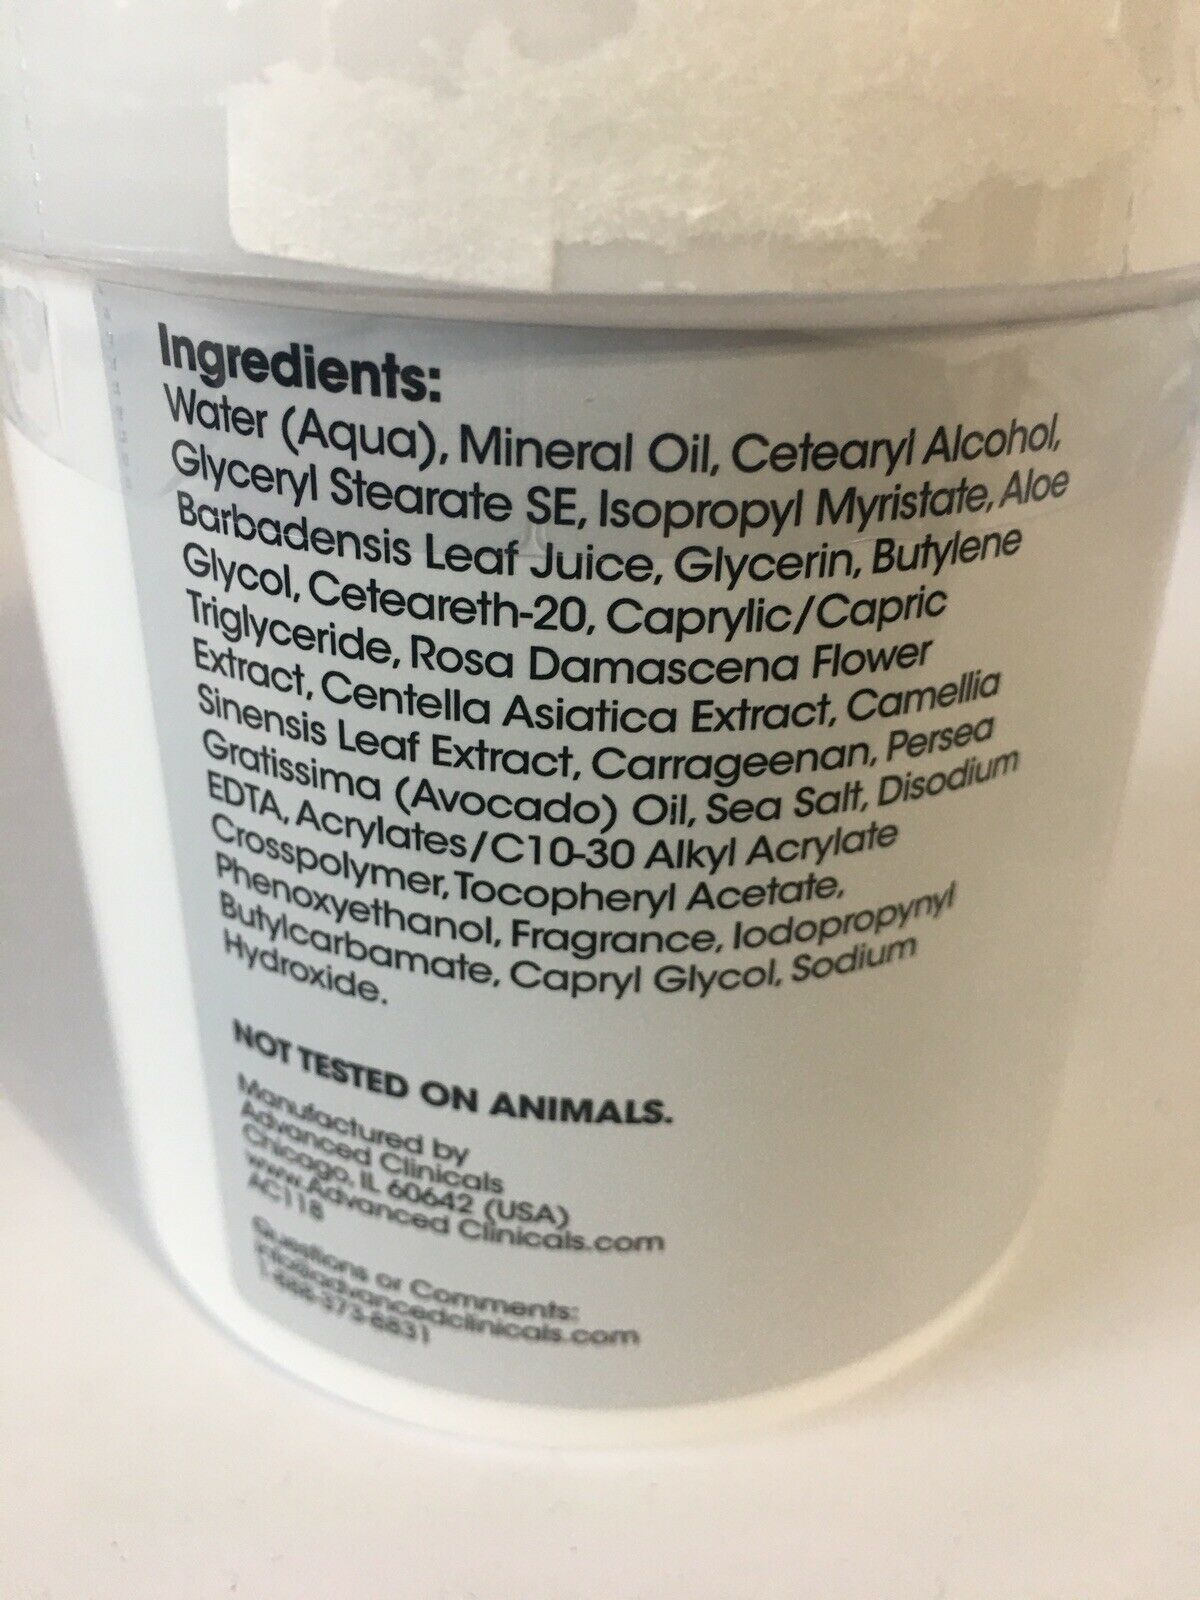 Ingredients:
Water (Aqua), Mineral Oil, Cetearyl Alcohol,
Glyceryl Stearate SE, Isopropyl Myristate, Aloe
Barbadensis Leaf Juice, Glycerin, Butylene
Glycol, Ceteareth-20, Caprylic/Capric
Triglyceride, Rosa Damascena Flower
Extract, Centella Asiatica Extract, Camellia
Sinensis Leaf Extract, Carrageenan, Persea
Gratissima (Avocado) Oil, Sea Salt, Disodium
EDTA, Acrylates/C10-30 Alkyl Acrylate
Crosspolymer, Tocopheryl Acetate,
Phenoxyethanol, Fragrance, Iodopropynyl
Butylcarbamate, Capryl Glycol, Sodium
Hydroxide.
NOT TESTED ON ANIMALS.
Manufactured by
Advanced Clinicals
Chicago, IL 60642 (USA)
www.Advanced Clinicals.com
AC118
Questions or Comments:
info@advancedclinicals.com